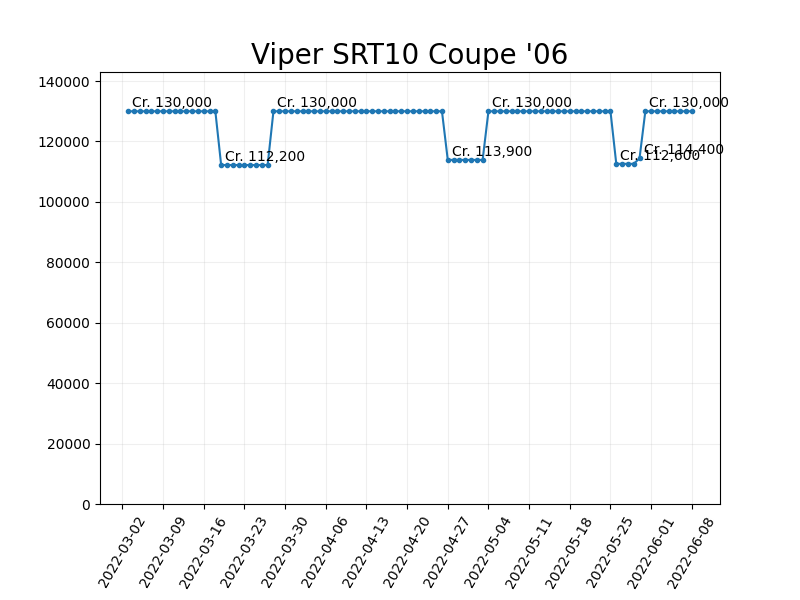 Viper SRT10 Coupe '06
140000
120000
100000
80000
60000
40000
20000
0
Cr. 130,000
Cr. 112,200
Cr. 130,000
Cr. 113,900
Cr. 130,000
Cr. 112,600
Cr. 114,400
Cr. 130,000
2022-03-02
2022-03-09
2022-03-16
2022-03-23
2022-03-30
2022-04-06
2022-04-13
2022-04-20
2022-04-27
2022-05-04
2022-05-11
2022-05-18
2022-05-25
2022-06-01
2022-06-08